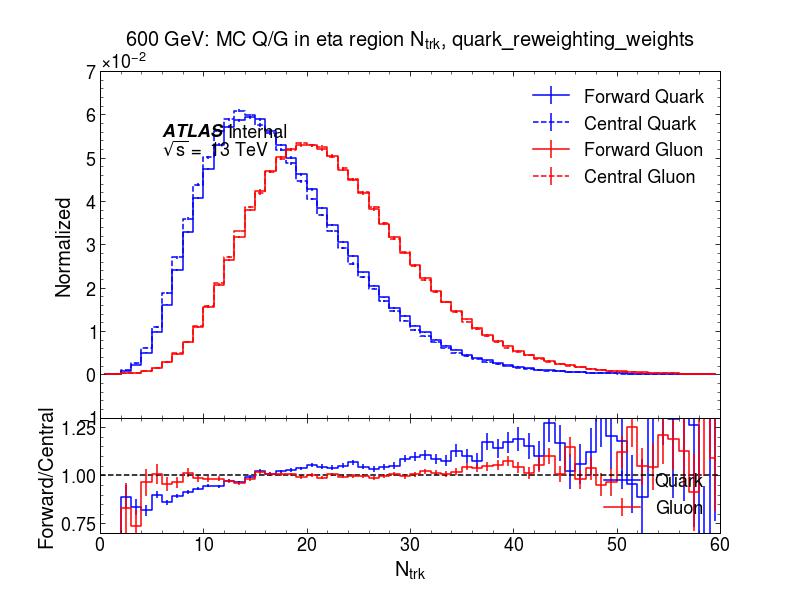 600 GeV: MC Q/G in eta region N_trk, quark_reweighting_weights
×10⁻²
7
6
5
4
3
2
1
0
−1
Normalized
ATLAS Internal
√s = 13 TeV
Forward Quark
Central Quark
Forward Gluon
Central Gluon
1.25
1.00
0.75
Forward/Central
Quark
Gluon
0 10 20 30 40 50 60
N_trk